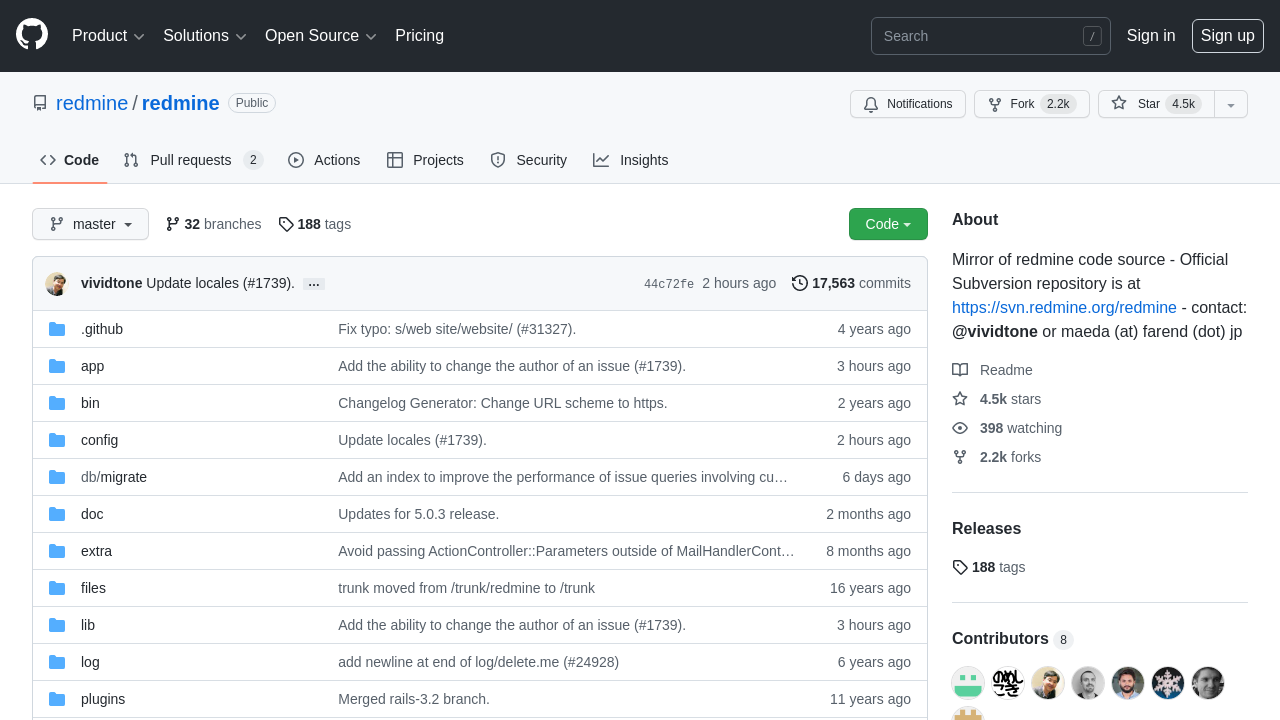 Product Solutions Open Source Pricing Search / Sign in Sign up
redmine / redmine Public Notifications Fork 2.2k Star 4.5k
Code Pull requests 2 Actions Projects Security Insights
master 32 branches 188 tags Code
vividtone Update locales (#1739). … 44c72fe 2 hours ago 17,563 commits
.github Fix typo: s/web site/website/ (#31327). 4 years ago
app Add the ability to change the author of an issue (#1739). 3 hours ago
bin Changelog Generator: Change URL scheme to https. 2 years ago
config Update locales (#1739). 2 hours ago
db/migrate Add an index to improve the performance of issue queries involving cu… 6 days ago
doc Updates for 5.0.3 release. 2 months ago
extra Avoid passing ActionController::Parameters outside of MailHandlerCont… 8 months ago
files trunk moved from /trunk/redmine to /trunk 16 years ago
lib Add the ability to change the author of an issue (#1739). 3 hours ago
log add newline at end of log/delete.me (#24928) 6 years ago
plugins Merged rails-3.2 branch. 11 years ago
About
Mirror of redmine code source - Official
Subversion repository is at
https://svn.redmine.org/redmine - contact:
@vividtone or maeda (at) farend (dot) jp
Readme
4.5k stars
398 watching
2.2k forks
Releases
188 tags
Contributors 8